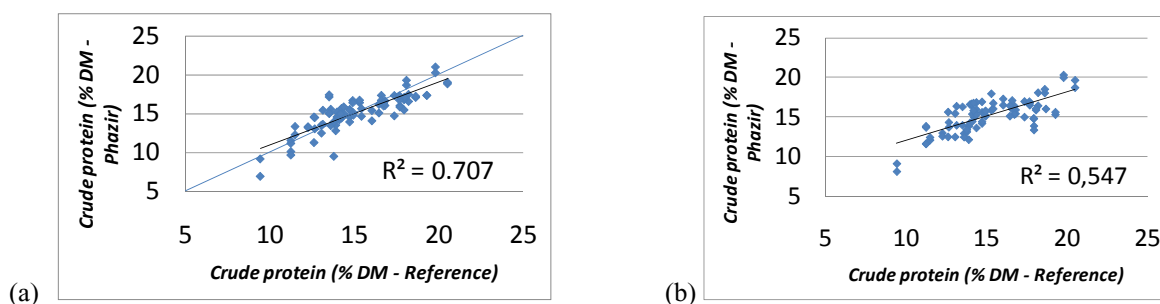 (a)
Crude protein (% DM -
Phazir)
25
20
15
10
5
R² = 0.707
5 10 15 20 25
Crude protein (% DM - Reference)
(b)
Crude protein (% DM -
Phazir)
25
20
15
10
5
R² = 0,547
5 10 15 20 25
Crude protein (% DM - Reference)